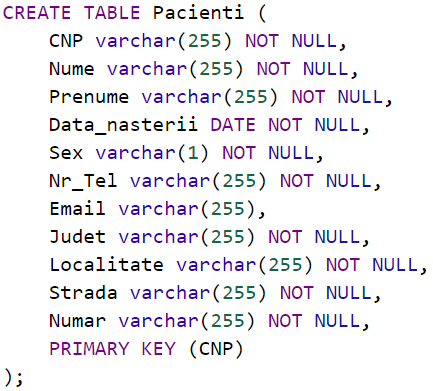 CREATE TABLE Pacienti (
    CNP varchar(255) NOT NULL,
    Nume varchar(255) NOT NULL,
    Prenume varchar(255) NOT NULL,
    Data_nasterii DATE NOT NULL,
    Sex varchar(1) NOT NULL,
    Nr_Tel varchar(255) NOT NULL,
    Email varchar(255),
    Judet varchar(255) NOT NULL,
    Localitate varchar(255) NOT NULL,
    Strada varchar(255) NOT NULL,
    Numar varchar(255) NOT NULL,
    PRIMARY KEY (CNP)
);